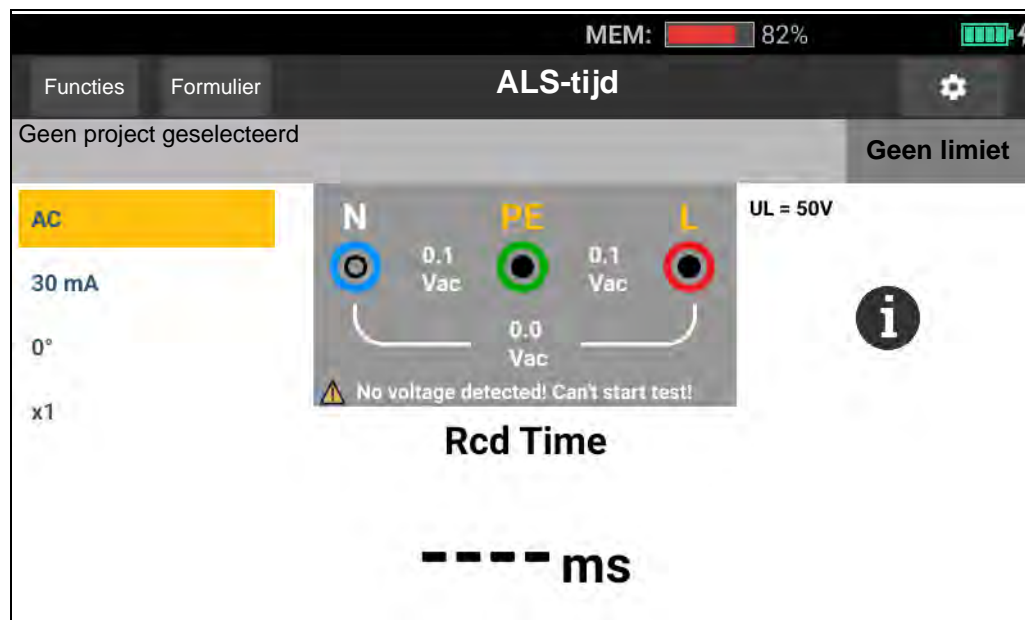 MEM: 82%
Functies Formulier ALS-tijd
Geen project geselecteerd
Geen limiet
AC
30 mA
0°
x1
N PE L
0.1 Vac
0.1 Vac
0.0 Vac
No voltage detected! Can't start test!
UL = 50V
i
Rcd Time
---- ms